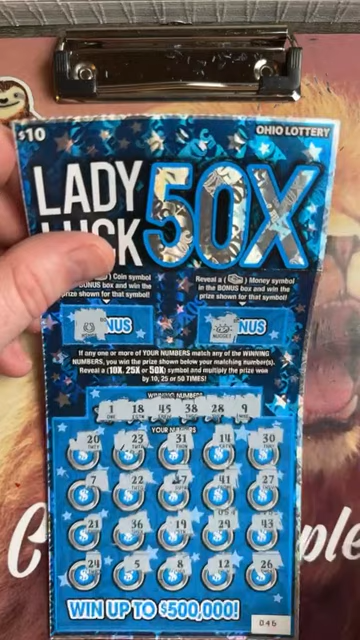 $10
OHIO LOTTERY
LADY
LUCK
50X
Coin symbol
BONUS box and win the
prize shown for that symbol!
Reveal a ( ) Money symbol
in the BONUS box and win the
prize shown for that symbol!
NUS
NUGGET
NUS
If any one or more of YOUR NUMBERS match any of the WINNING
NUMBERS, you win the prize shown below your matching number(s).
Reveal a (10X, 25X or 50X) symbol and multiply the prize won
by 10, 25 or 50 TIMES!
WINNING NUMBERS
1 18 45 38 28 9
YOUR NUMBERS
20 23 31 14 30
7 22 47 41 27
21 36 19 29 43
24 5 8 12 26
WIN UP TO $500,000!
046
ple